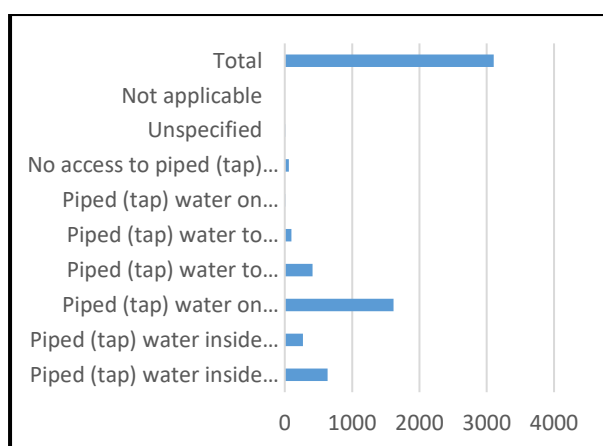 Total
Not applicable
Unspecified
No access to piped (tap)...
Piped (tap) water on...
Piped (tap) water to...
Piped (tap) water to...
Piped (tap) water on...
Piped (tap) water inside...
Piped (tap) water inside...
0 1000 2000 3000 4000